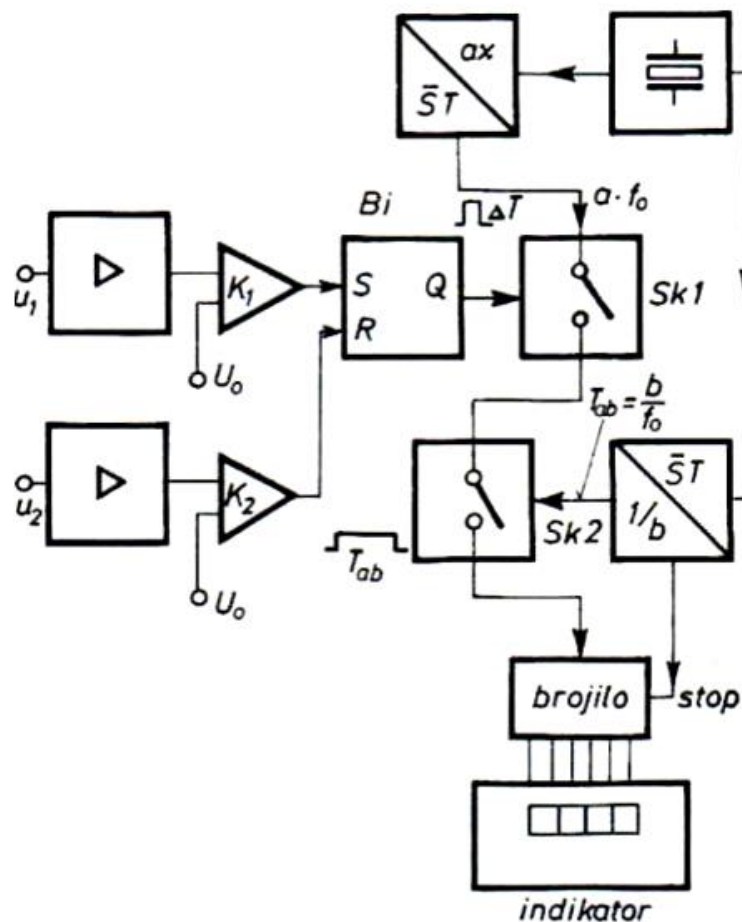 ax
S̄T
Bi
ΔT
a·f₀
u₁
K₁
S
Q
R
Sk1
U₀
T_ab = b/f₀
u₂
K₂
S̄T
1/b
Sk2
T_ab
U₀
brojilo
stop
indikator